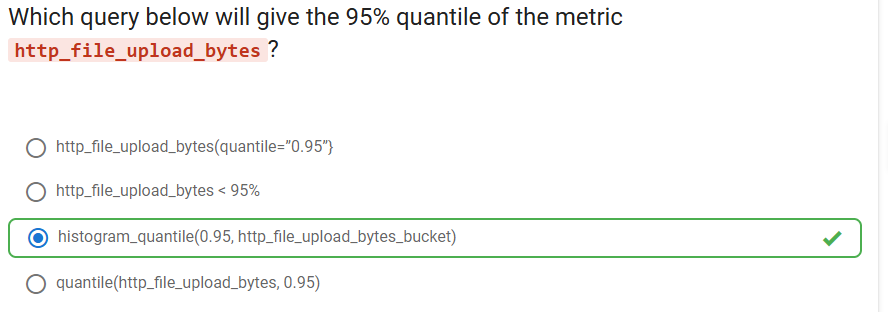 Which query below will give the 95% quantile of the metric
http_file_upload_bytes ?
http_file_upload_bytes(quantile=”0.95”}
http_file_upload_bytes < 95%
histogram_quantile(0.95, http_file_upload_bytes_bucket)
quantile(http_file_upload_bytes, 0.95)